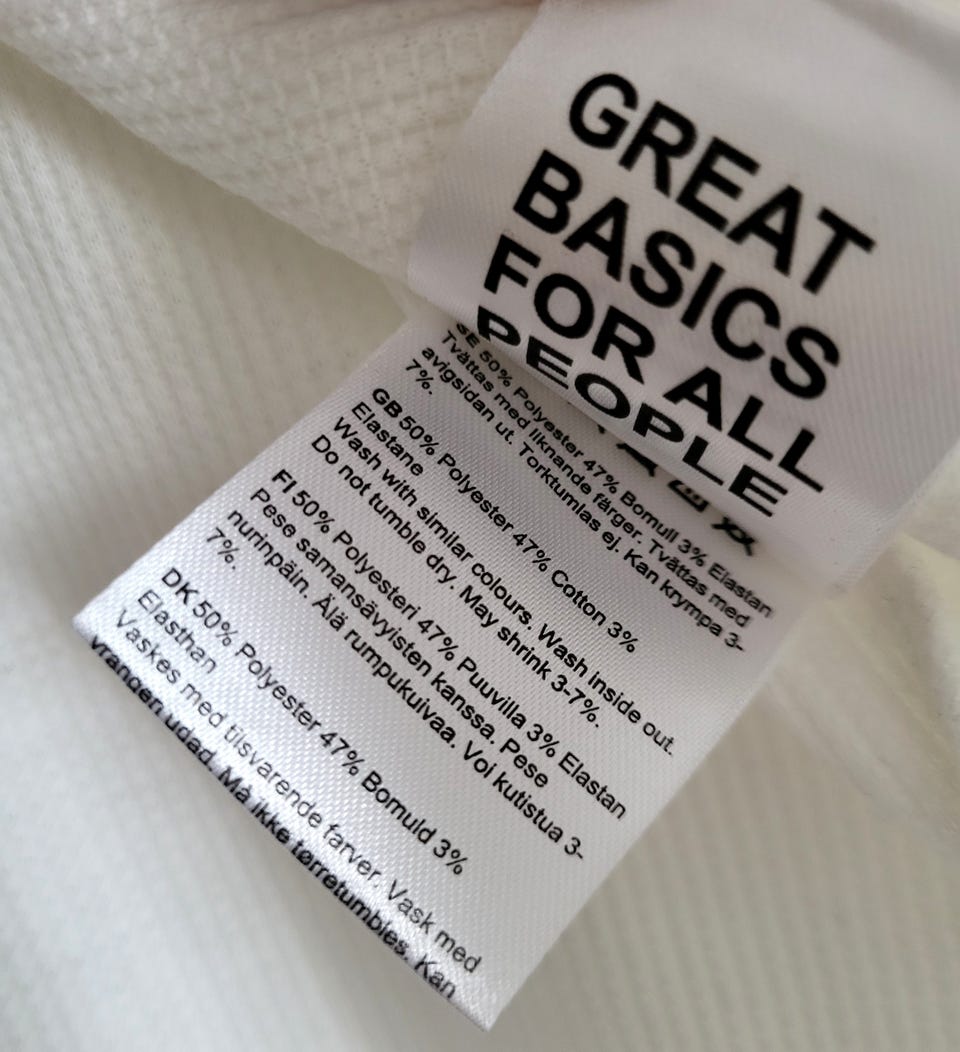 GREAT
BASICS
FOR ALL
PEOPLE
SE 50% Polyester 47% Bomull 3% Elastan
Tvättas med liknande färger. Tvättas med
avigsidan ut. Torktumlas ej. Kan krympa 3-
7%.
GB 50% Polyester 47% Cotton 3%
Elastane
Wash with similar colours. Wash inside out.
Do not tumble dry. May shrink 3-7%.
FI 50% Polyesteri 47% Puuvilla 3% Elastan
Pese samansävyisten kanssa. Pese
nurinpäin. Älä rumpukuivaa. Voi kutistua 3-
7%.
DK 50% Polyester 47% Bomuld 3%
Elasthan
Vaskes med tilsvarende farver. Vask med
vrangen udad. Må ikke tørretumbles. Kan